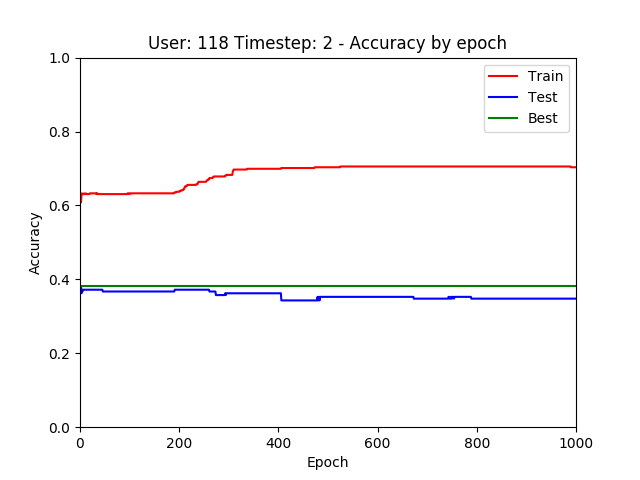 User: 118 Timestep: 2 - Accuracy by epoch
1.0
0.8
0.6
0.4
0.2
0.0
Accuracy
Train
Test
Best
0 200 400 600 800 1000
Epoch